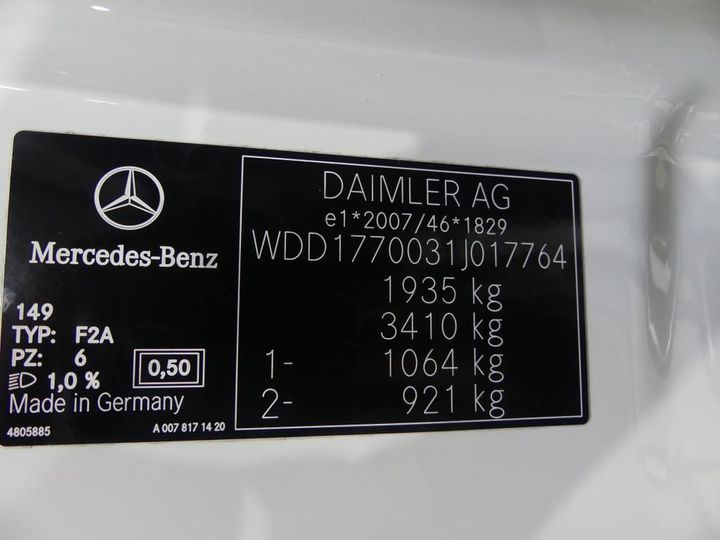 Mercedes-Benz
149
TYP: F2A
PZ: 6
1,0 %
0,50
Made in Germany
4805885
A 007 817 14 20
DAIMLER AG
e1*2007/46*1829
WDD1770031J017764
1935 kg
3410 kg
1- 1064 kg
2- 921 kg